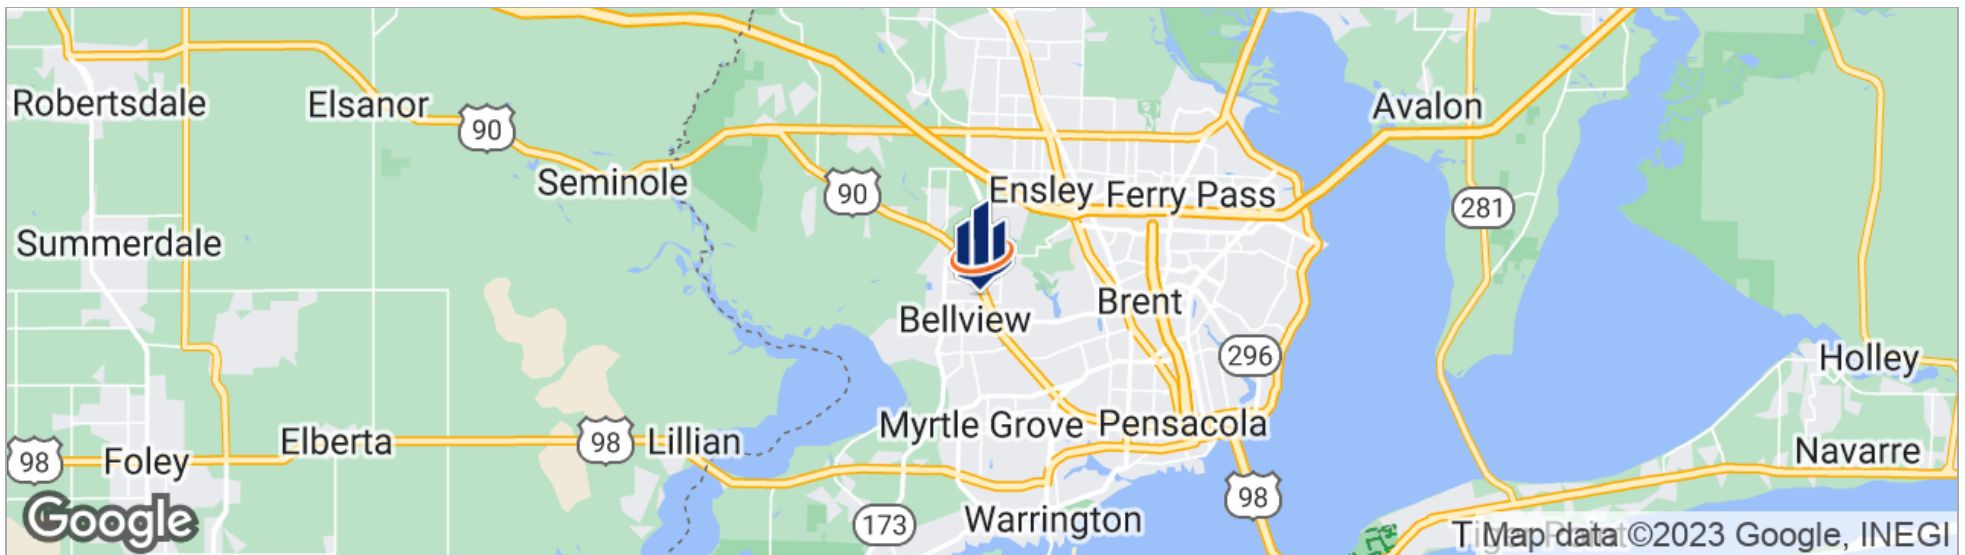 Robertsdale
Elsanor
90
Avalon
Seminole
90
Ensley
Ferry Pass
281
Summerdale
Brent
Bellview
296
Holley
Myrtle Grove
Pensacola
98
Foley
Elberta
98
Lillian
Navarre
98
Google
173
Warrington
Map data ©2023 Google, INEGI